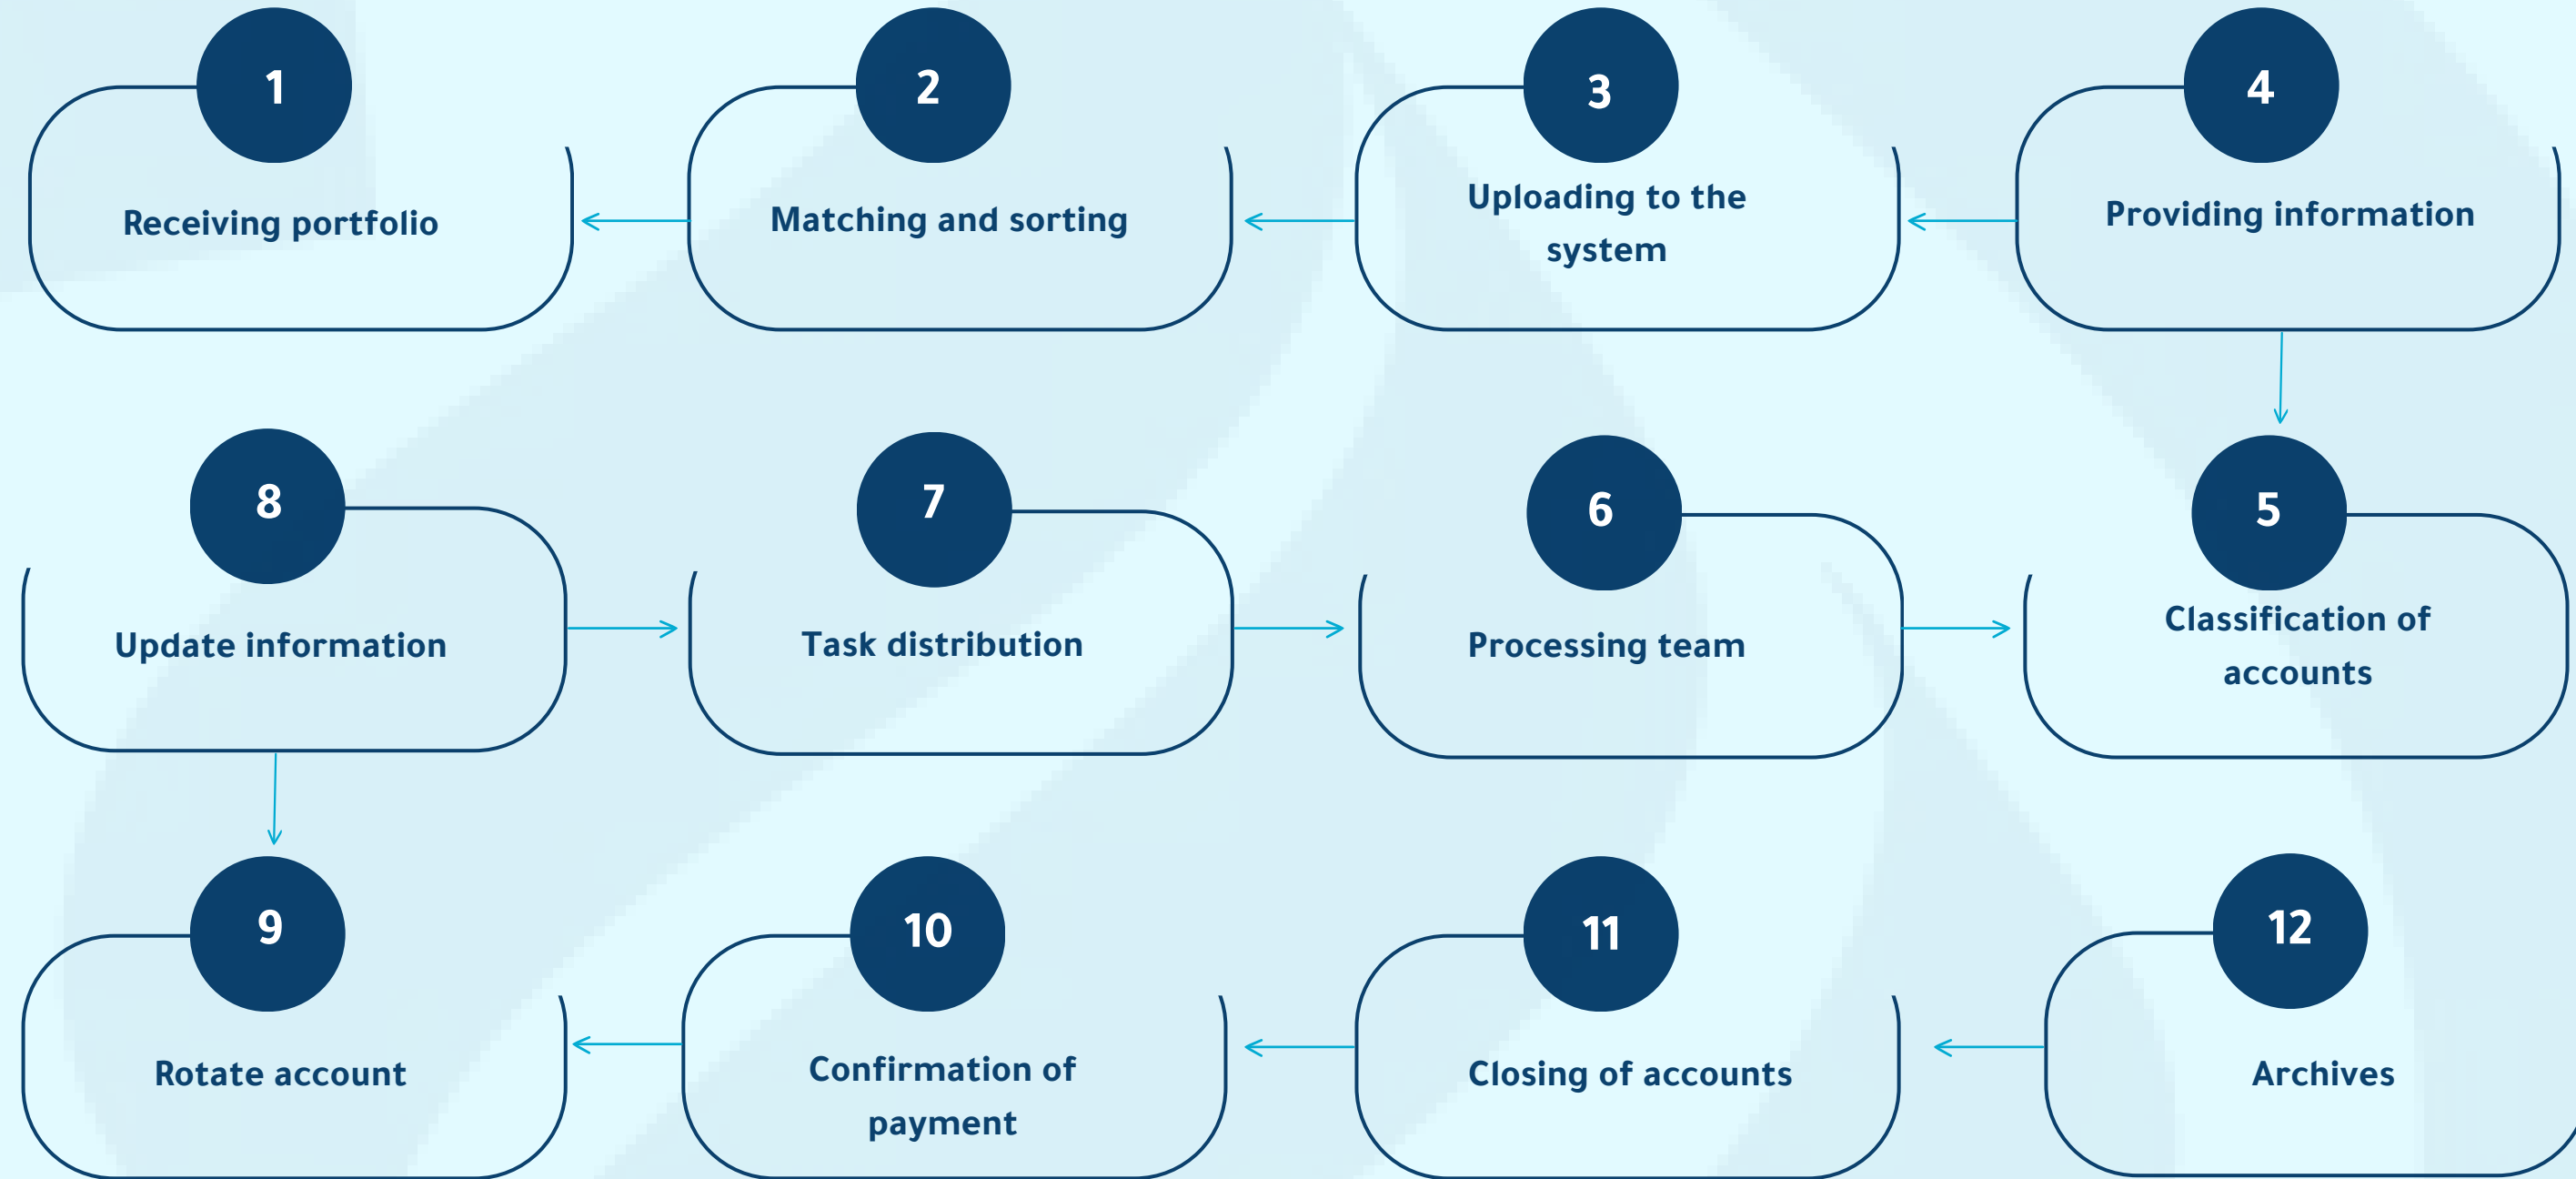 1
Receiving portfolio
2
Matching and sorting
3
Uploading to the
system
4
Providing information
8
Update information
7
Task distribution
6
Processing team
5
Classification of
accounts
9
Rotate account
10
Confirmation of
payment
11
Closing of accounts
12
Archives